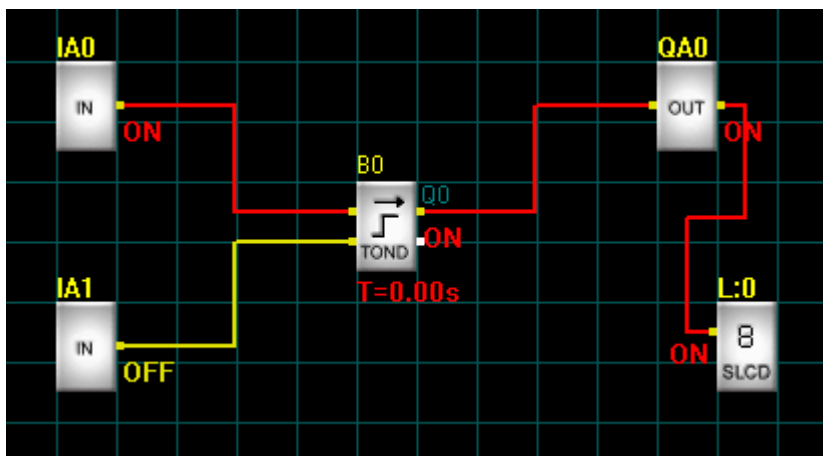 IA0
IN
ON
QA0
OUT
ON
B0
Q0
TOND
ON
T=0.00s
IA1
IN
OFF
L:0
8
SLCD
ON